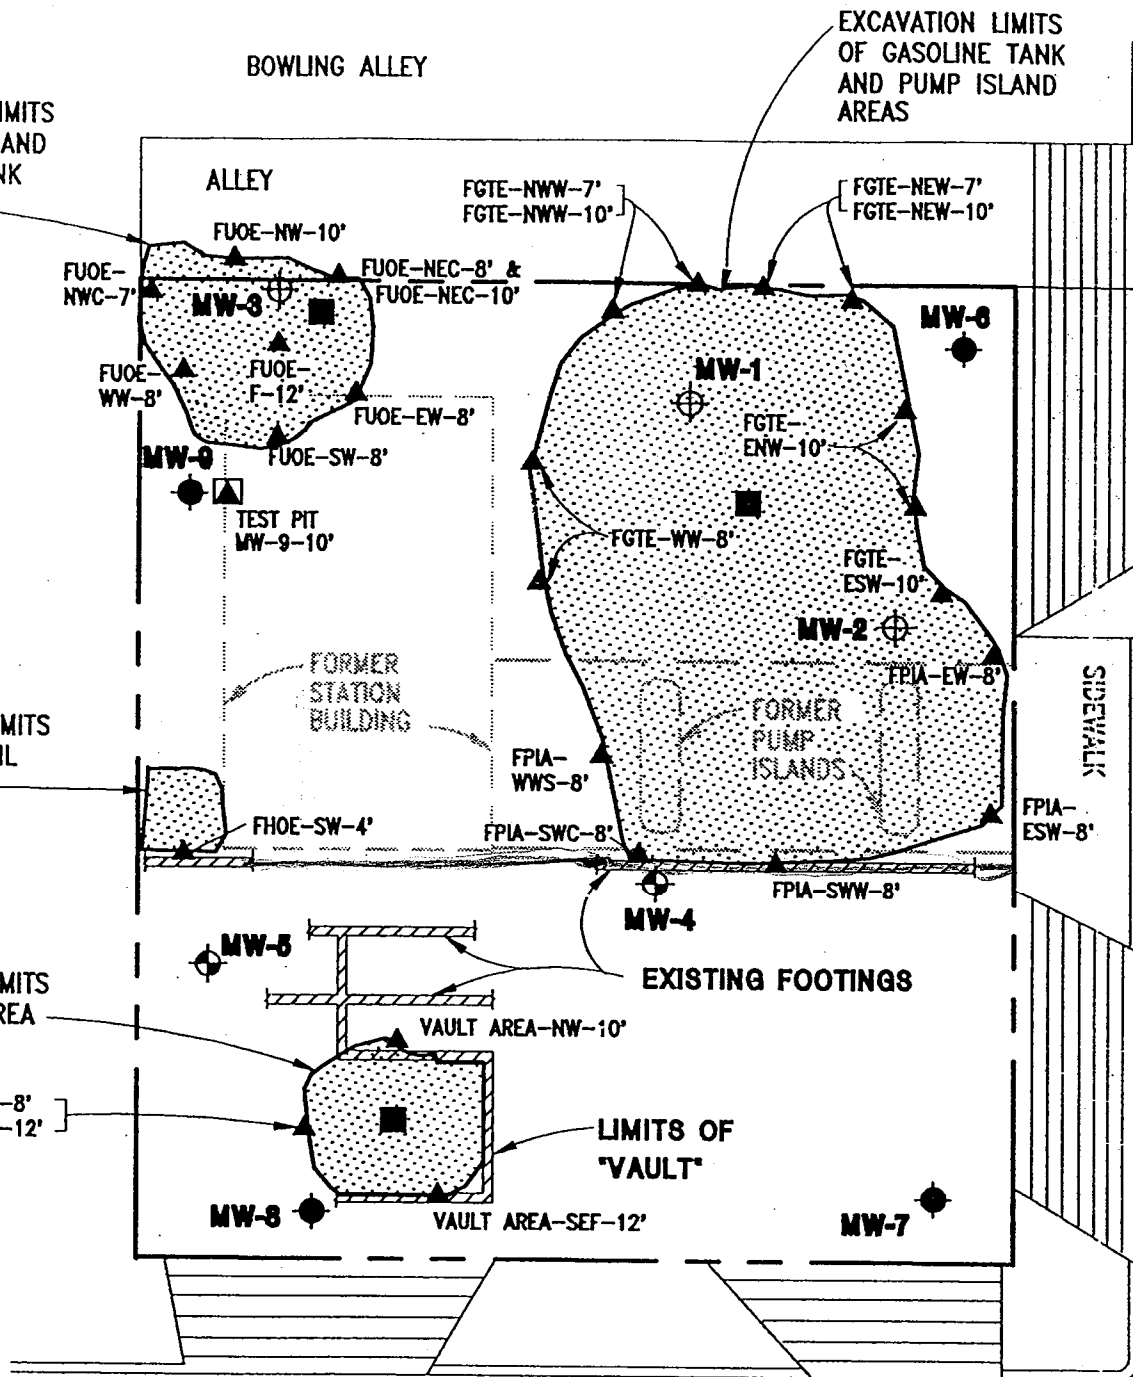 EXCAVATION LIMITS
OF GASOLINE TANK
AND PUMP ISLAND
AREAS
BOWLING ALLEY
IMITS
AND
NK
ALLEY
FGTE-NWW-7'
FGTE-NWW-10'
FGTE-NEW-7'
FGTE-NEW-10'
FUOE-NW-10'
FUOE-
NWC-7'
FUOE-NEC-8' &
FUOE-NEC-10'
MW-3
MW-6
MW-1
FUOE-
WW-8'
FUOE-
F-12'
FUOE-EW-8'
FGTE-
ENW-10'
FUOE-SW-8'
MW-9
TEST PIT
MW-9-10'
FGTE-WW-8'
FGTE-
ESW-10'
MW-2
FPIA-EW-8'
SIDEWALK
FORMER
STATION
BUILDING
FORMER
PUMP
ISLANDS
IMITS
IL
FPIA-
WWS-8'
FHOE-SW-4'
FPIA-SWC-8'
FPIA-
ESW-8'
FPIA-SWW-8'
MW-4
MW-5
EXISTING FOOTINGS
IMITS
REA
VAULT AREA-NW-10'
-8'
-12'
LIMITS OF
"VAULT"
MW-8
VAULT AREA-SEF-12'
MW-7